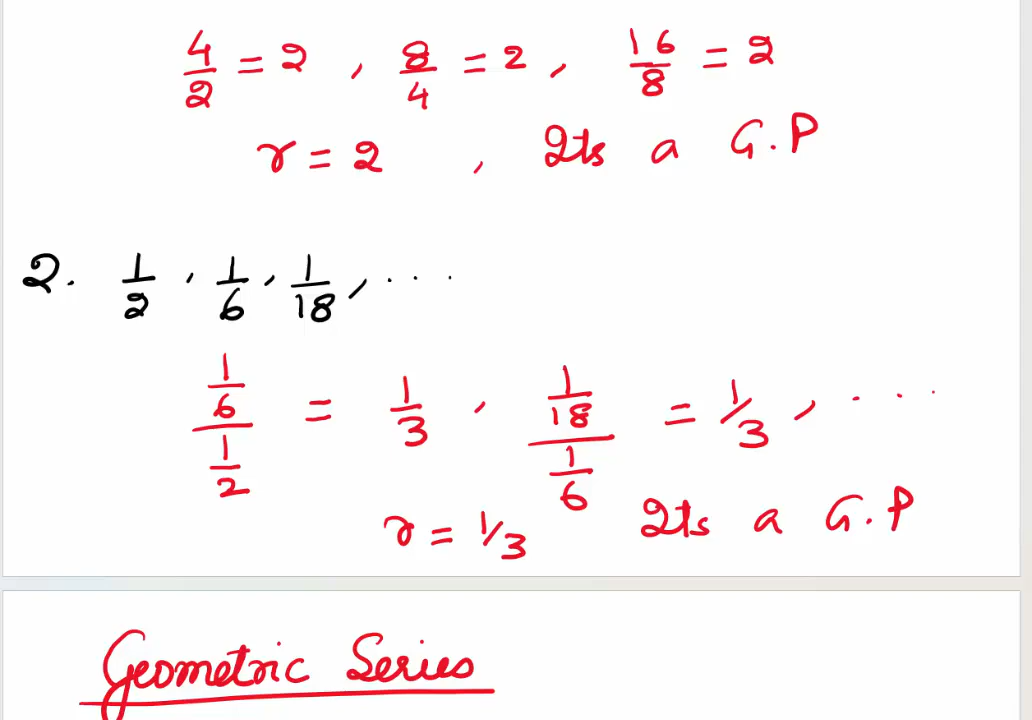 4/2 = 2 , 8/4 = 2 , 16/8 = 2
r = 2 , Its a G.P
2. 1/2 , 1/6 , 1/18 , . . .
(1/6)/(1/2) = 1/3 , (1/18)/(1/6) = 1/3 , . . .
r = 1/3 Its a G.P
Geometric Series